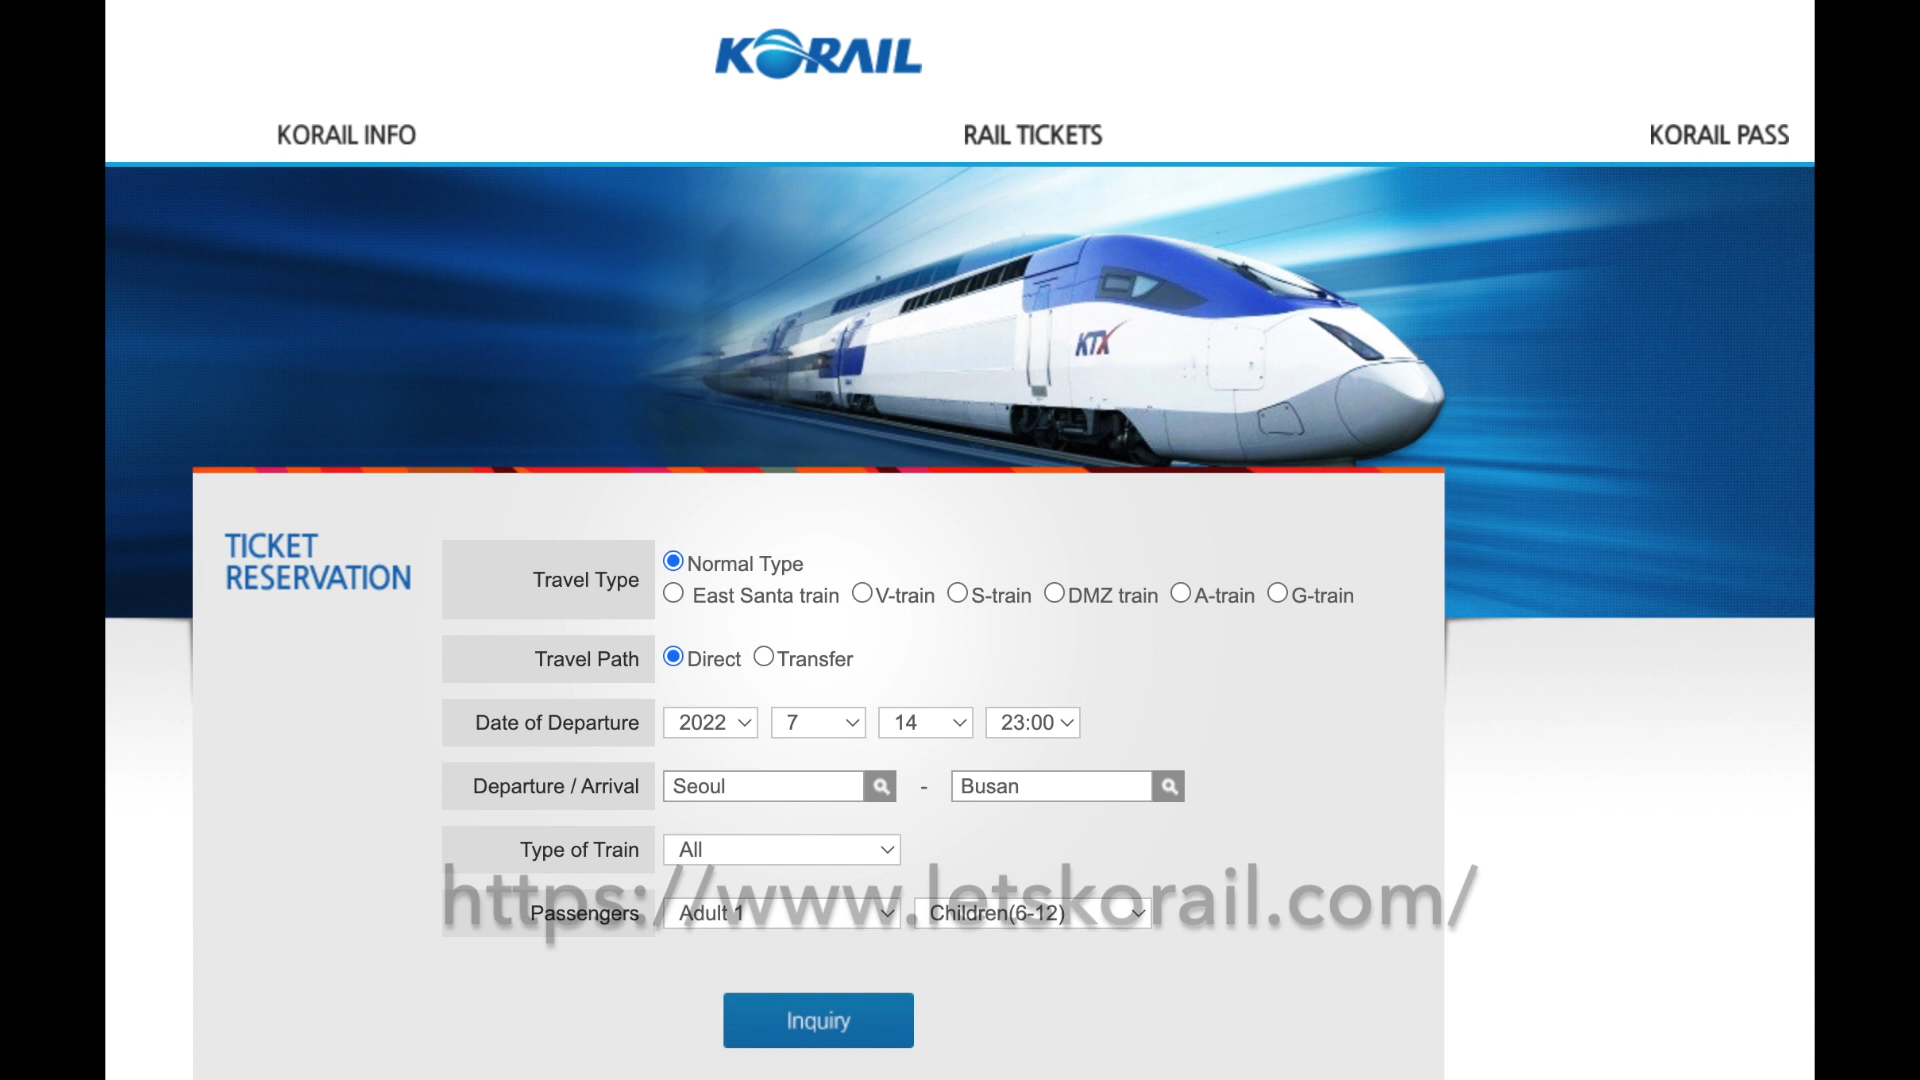 KORAIL
KORAIL INFO RAIL TICKETS KORAIL PASS
KTX
TICKET
RESERVATION
Travel Type
Normal Type
East Santa train V-train S-train DMZ train A-train G-train
Travel Path Direct Transfer
Date of Departure 2022 7 14 23:00
Departure / Arrival Seoul - Busan
Type of Train All
https://www.letskorail.com/
Passengers Adult 1 Children(6-12)
Inquiry